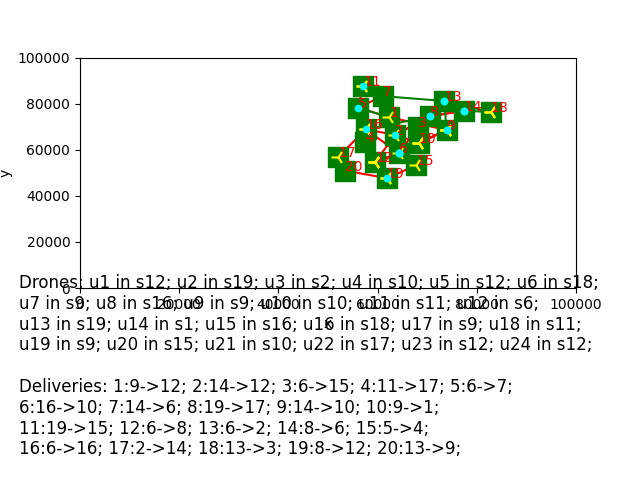 100000
80000
60000
40000
20000
0
y
0 20000 40000 60000 80000 100000
x
Drones: u1 in s12; u2 in s19; u3 in s2; u4 in s10; u5 in s12; u6 in s18;
u7 in s9; u8 in s16; u9 in s9; u10 in s10; u11 in s11; u12 in s6;
u13 in s19; u14 in s1; u15 in s16; u16 in s18; u17 in s9; u18 in s11;
u19 in s9; u20 in s15; u21 in s10; u22 in s17; u23 in s12; u24 in s12;
Deliveries: 1:9->12; 2:14->12; 3:6->15; 4:11->17; 5:6->7;
6:16->10; 7:14->6; 8:19->17; 9:14->10; 10:9->1;
11:19->15; 12:6->8; 13:6->2; 14:8->6; 15:5->4;
16:6->16; 17:2->14; 18:13->3; 19:8->12; 20:13->9;